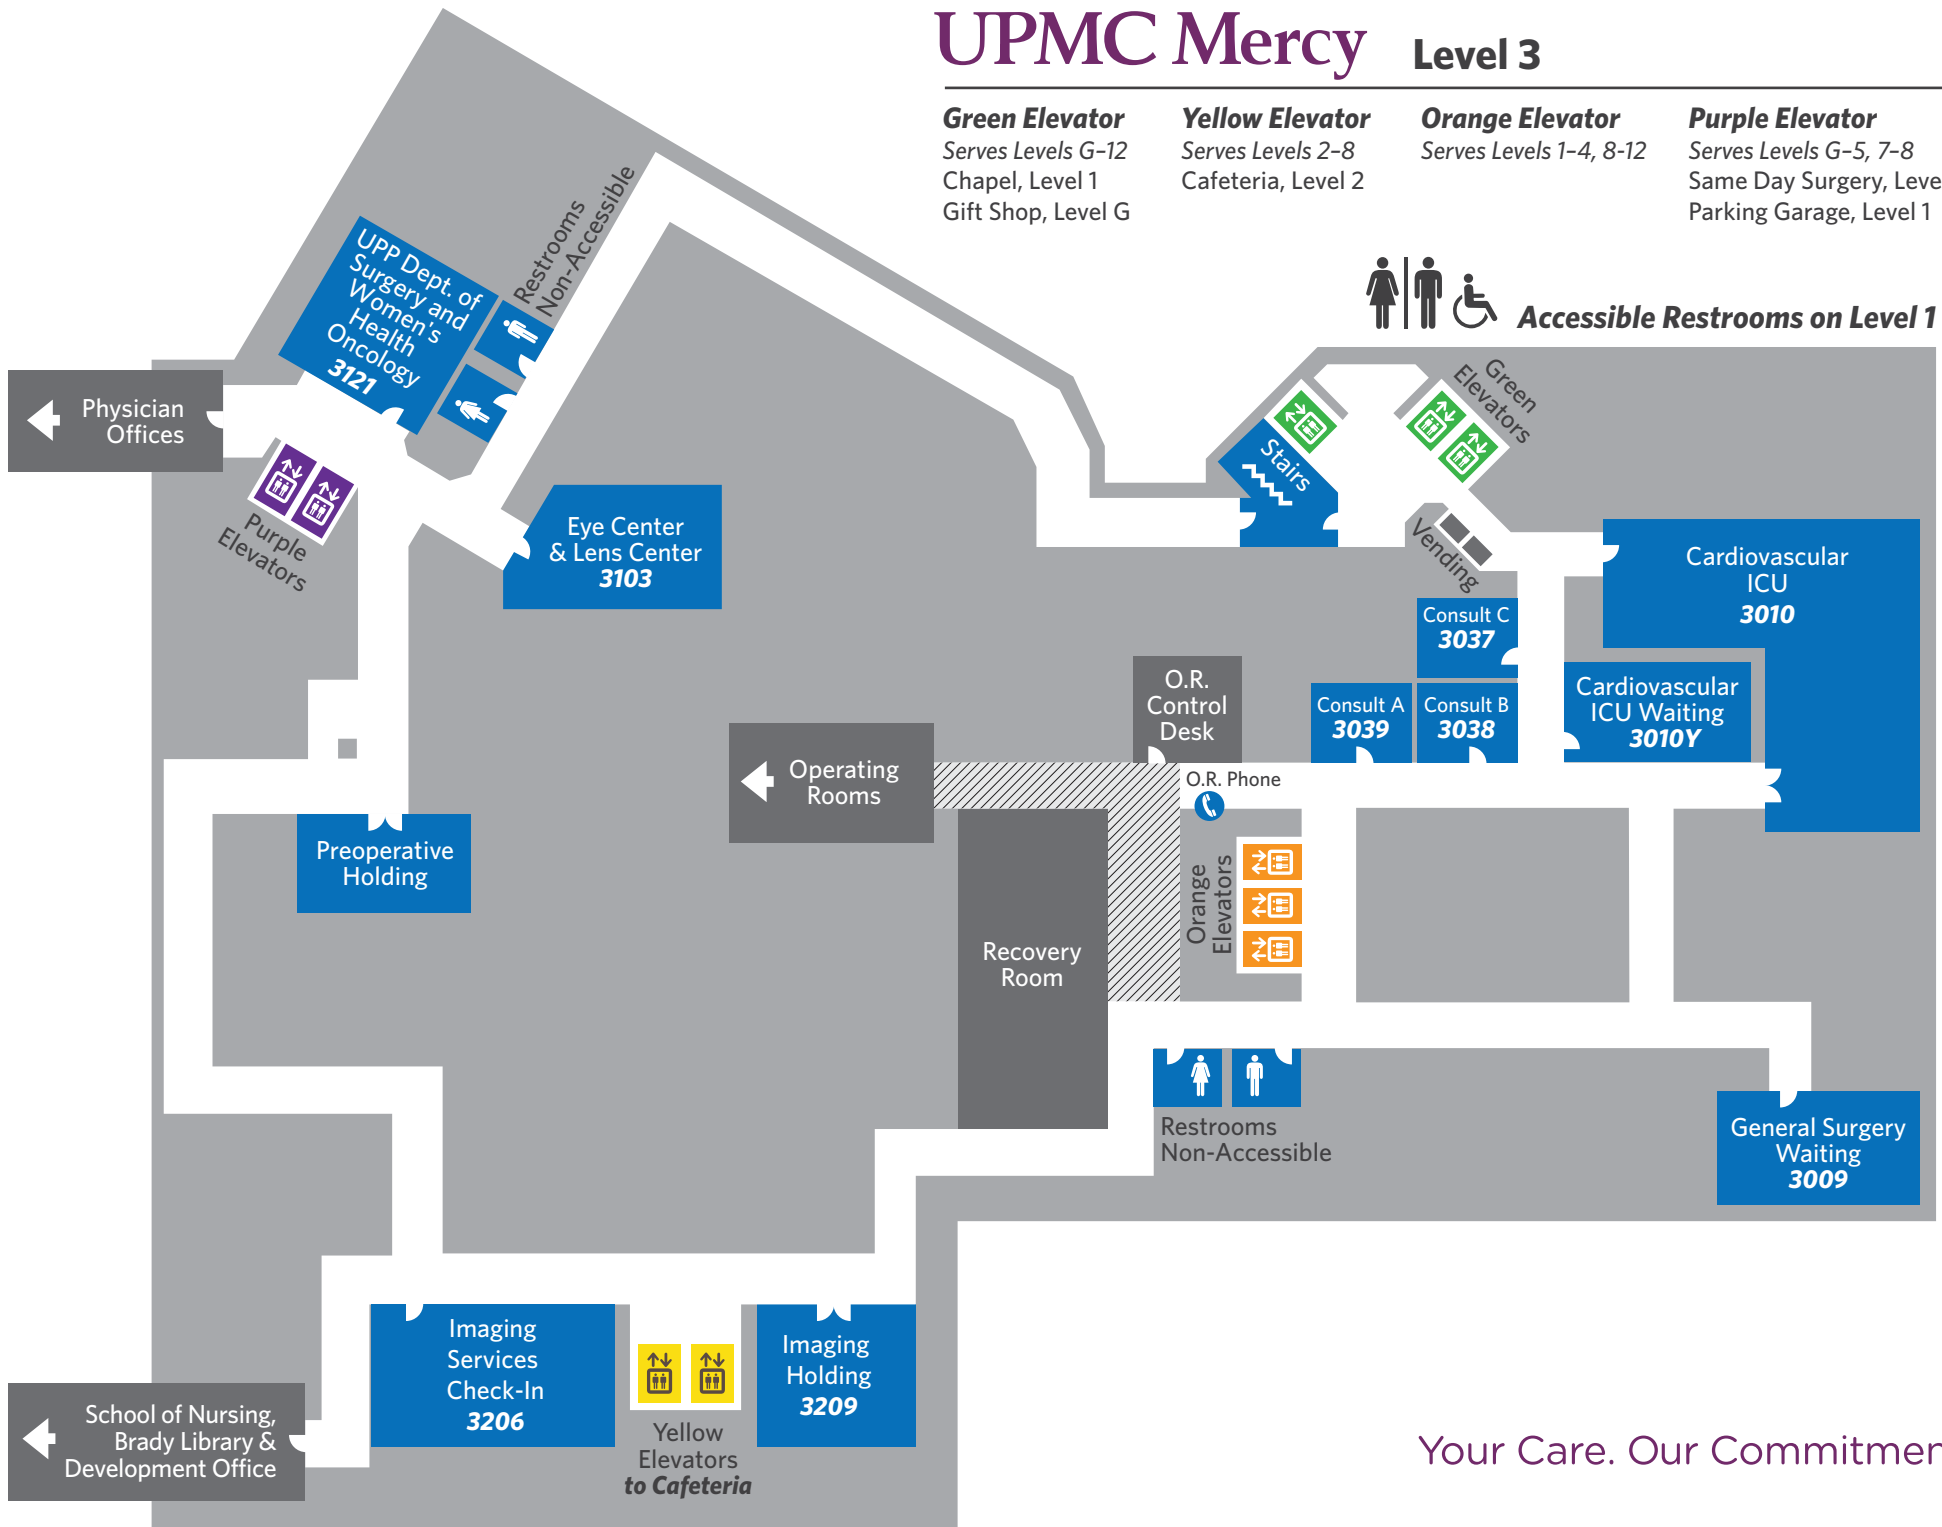 UPMC Mercy Level 3
Green Elevator
Serves Levels G–12
Chapel, Level 1
Gift Shop, Level G
Yellow Elevator
Serves Levels 2–8
Cafeteria, Level 2
Orange Elevator
Serves Levels 1–4, 8-12
Purple Elevator
Serves Levels G–5, 7–8
Same Day Surgery, Leve
Parking Garage, Level 1
Accessible Restrooms on Level 1
Restrooms
Non-Accessible
UPP Dept. of
Surgery and
Women's
Health
Oncology
3121
Physician
Offices
Purple
Elevators
Eye Center
& Lens Center
3103
Green
Elevators
Stairs
Vending
Cardiovascular
ICU
3010
Consult C
3037
Consult A
3039
Consult B
3038
Cardiovascular
ICU Waiting
3010Y
O.R.
Control
Desk
Operating
Rooms
O.R. Phone
Preoperative
Holding
Orange
Elevators
Recovery
Room
Restrooms
Non-Accessible
General Surgery
Waiting
3009
Imaging
Services
Check-In
3206
Imaging
Holding
3209
Yellow
Elevators
to Cafeteria
School of Nursing,
Brady Library &
Development Office
Your Care. Our Commitmen